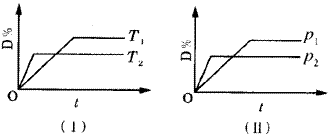 D%
T₁
T₂
O
t
(Ⅰ)
D%
p₁
p₂
O
t
(Ⅱ)